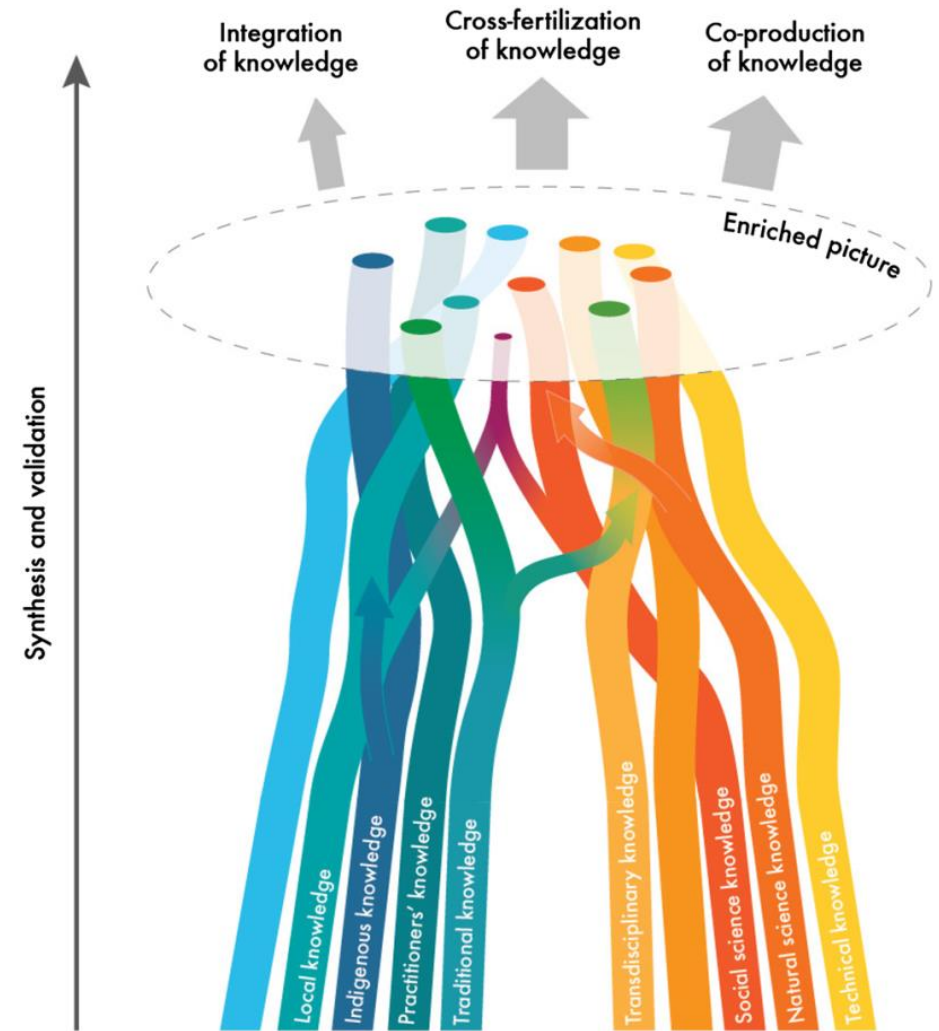 Integration
of knowledge
Cross-fertilization
of knowledge
Co-production
of knowledge
Enriched picture
Synthesis and validation
Local knowledge
Indigenous knowledge
Practitioners' knowledge
Traditional knowledge
Transdisciplinary knowledge
Social science knowledge
Natural science knowledge
Technical knowledge